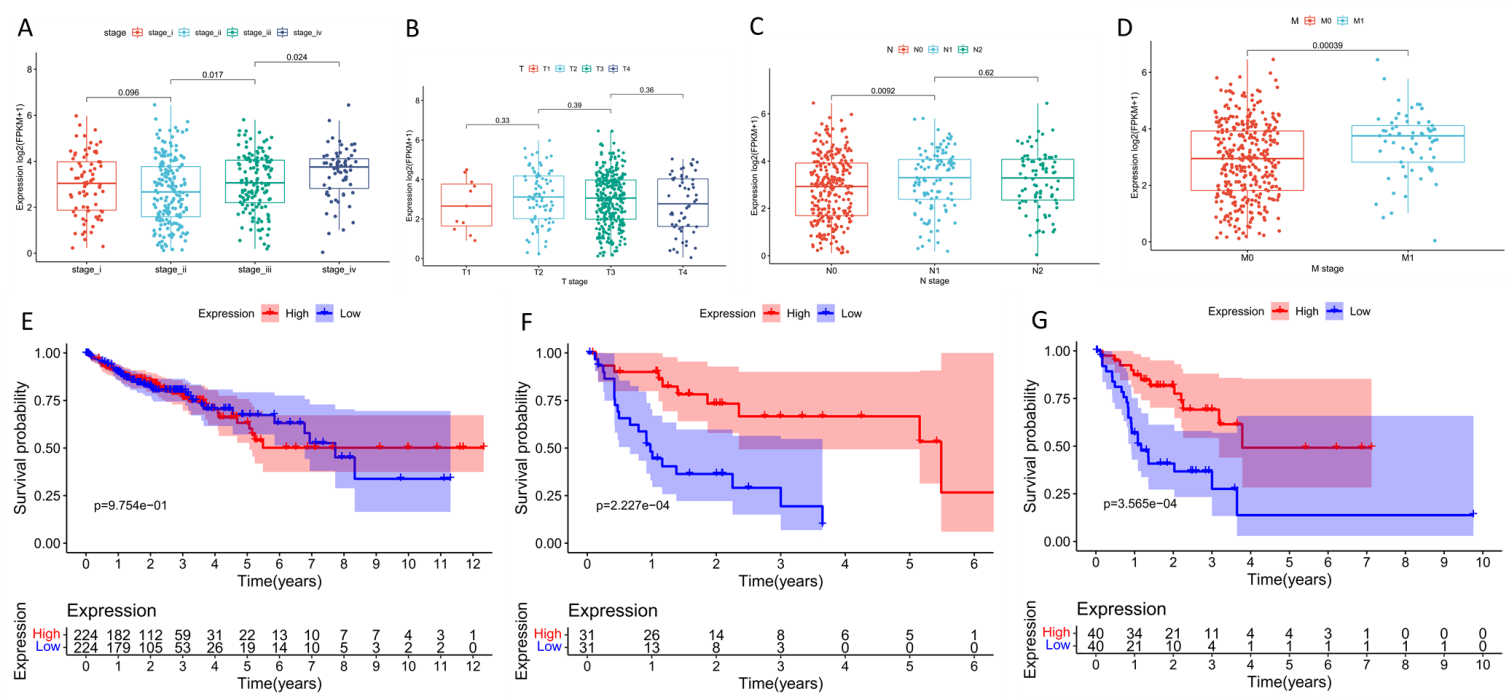 A
stage stage_i stage_ii stage_iii stage_iv
Expression log2(FPKM+1)
8
6
4
2
0
0.096
0.017
0.024
stage_i stage_ii stage_iii stage_iv
B
T T1 T2 T3 T4
Expression log2(FPKM+1)
8
6
4
2
0
0.33
0.39
0.36
T1 T2 T3 T4
T stage
C
N N0 N1 N2
Expression log2(FPKM+1)
6
4
2
0
0.0092
0.62
N0 N1 N2
N stage
D
M M0 M1
Expression log2(FPKM+1)
6
4
2
0
0.00039
M0 M1
M stage
E
Expression High Low
Survival probability
1.00
0.75
0.50
0.25
0.00
p=9.754e−01
0 1 2 3 4 5 6 7 8 9 10 11 12
Time(years)
Expression
Expression
High 224 182 112 59 31 22 13 10 7 7 4 3 1
Low 224 179 105 53 26 19 14 10 5 3 2 2 0
0 1 2 3 4 5 6 7 8 9 10 11 12
Time(years)
F
Expression High Low
Survival probability
1.00
0.75
0.50
0.25
0.00
p=2.227e−04
0 1 2 3 4 5 6
Time(years)
Expression
Expression
High 31 26 14 8 6 5 1
Low 31 13 8 3 0 0 0
0 1 2 3 4 5 6
Time(years)
G
Expression High Low
Survival probability
1.00
0.75
0.50
0.25
0.00
p=3.565e−04
0 1 2 3 4 5 6 7 8 9 10
Time(years)
Expression
Expression
High 40 34 21 11 4 4 3 1 0 0 0
Low 40 21 10 4 1 1 1 1 1 1 0
0 1 2 3 4 5 6 7 8 9 10
Time(years)